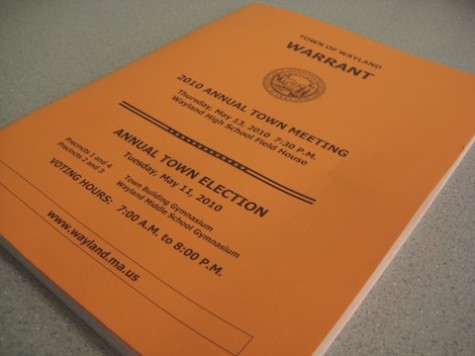 TOWN OF WAYLAND
WARRANT
2010 ANNUAL TOWN MEETING
Thursday, May 13, 2010 7:30 P.M.
Wayland High School Field House
ANNUAL TOWN ELECTION
Tuesday, May 11, 2010
Precincts 1 and 4 Town Building Gymnasium
Precincts 2 and 3 Wayland Middle School Gymnasium
VOTING HOURS: 7:00 A.M. to 8:00 P.M.
www.wayland.ma.us